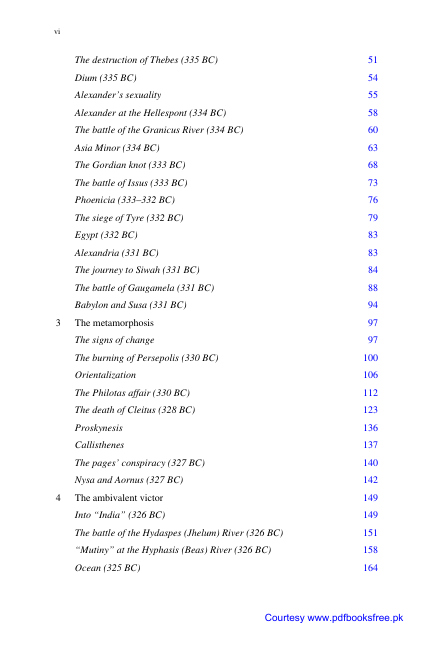 vi
The destruction of Thebes (335 BC) 51
Dium (335 BC) 54
Alexander’s sexuality 55
Alexander at the Hellespont (334 BC) 58
The battle of the Granicus River (334 BC) 60
Asia Minor (334 BC) 63
The Gordian knot (333 BC) 68
The battle of Issus (333 BC) 73
Phoenicia (333–332 BC) 76
The siege of Tyre (332 BC) 79
Egypt (332 BC) 83
Alexandria (331 BC) 83
The journey to Siwah (331 BC) 84
The battle of Gaugamela (331 BC) 88
Babylon and Susa (331 BC) 94
3 The metamorphosis 97
The signs of change 97
The burning of Persepolis (330 BC) 100
Orientalization 106
The Philotas affair (330 BC) 112
The death of Cleitus (328 BC) 123
Proskynesis 136
Callisthenes 137
The pages’ conspiracy (327 BC) 140
Nysa and Aornus (327 BC) 142
4 The ambivalent victor 149
Into “India” (326 BC) 149
The battle of the Hydaspes (Jhelum) River (326 BC) 151
“Mutiny” at the Hyphasis (Beas) River (326 BC) 158
Ocean (325 BC) 164
Courtesy www.pdfbooksfree.pk